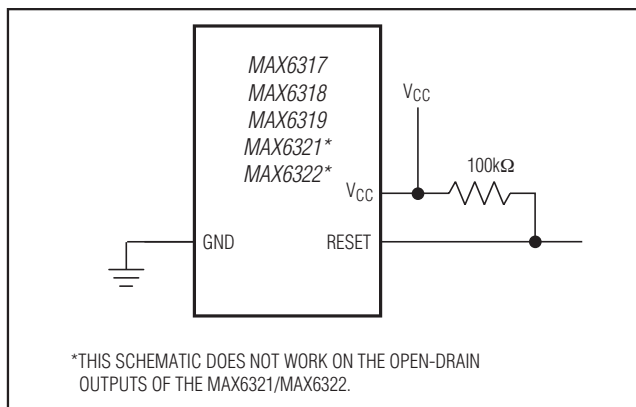 MAX6317
MAX6318
MAX6319
MAX6321*
MAX6322*
VCC
100kΩ
VCC
GND
RESET
*THIS SCHEMATIC DOES NOT WORK ON THE OPEN-DRAIN
OUTPUTS OF THE MAX6321/MAX6322.